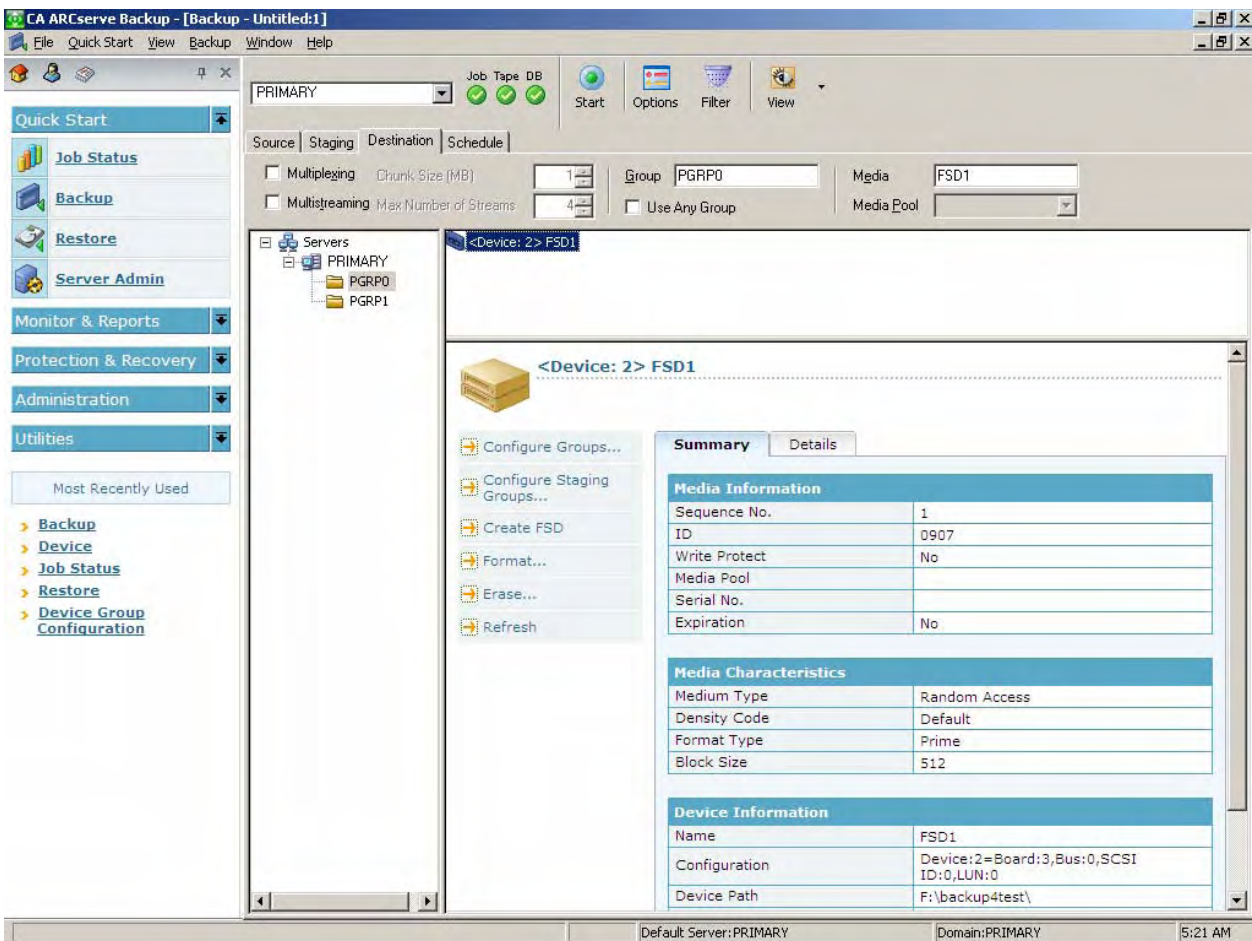 CA ARCserve Backup - [Backup - Untitled:1]
File Quick Start View Backup Window Help
PRIMARY
Job Tape DB
Start
Options
Filter
View
Quick Start
Job Status
Backup
Restore
Server Admin
Monitor & Reports
Protection & Recovery
Administration
Utilities
Most Recently Used
Backup
Device
Job Status
Restore
Device Group
Configuration
Source Staging Destination Schedule
Multiplexing Chunk Size (MB) 1
Multistreaming Max Number of Streams 4
Group PGRP0
Use Any Group
Media FSD1
Media Pool
Servers
PRIMARY
PGRP0
PGRP1
<Device: 2> FSD1
<Device: 2> FSD1
Configure Groups...
Configure Staging
Groups...
Create FSD
Format...
Erase...
Refresh
Summary Details
Media Information
Sequence No. 1
ID 0907
Write Protect No
Media Pool
Serial No.
Expiration No
Media Characteristics
Medium Type Random Access
Density Code Default
Format Type Prime
Block Size 512
Device Information
Name FSD1
Configuration Device:2=Board:3,Bus:0,SCSI
ID:0,LUN:0
Device Path F:\backup4test\
Default Server:PRIMARY
Domain:PRIMARY
5:21 AM